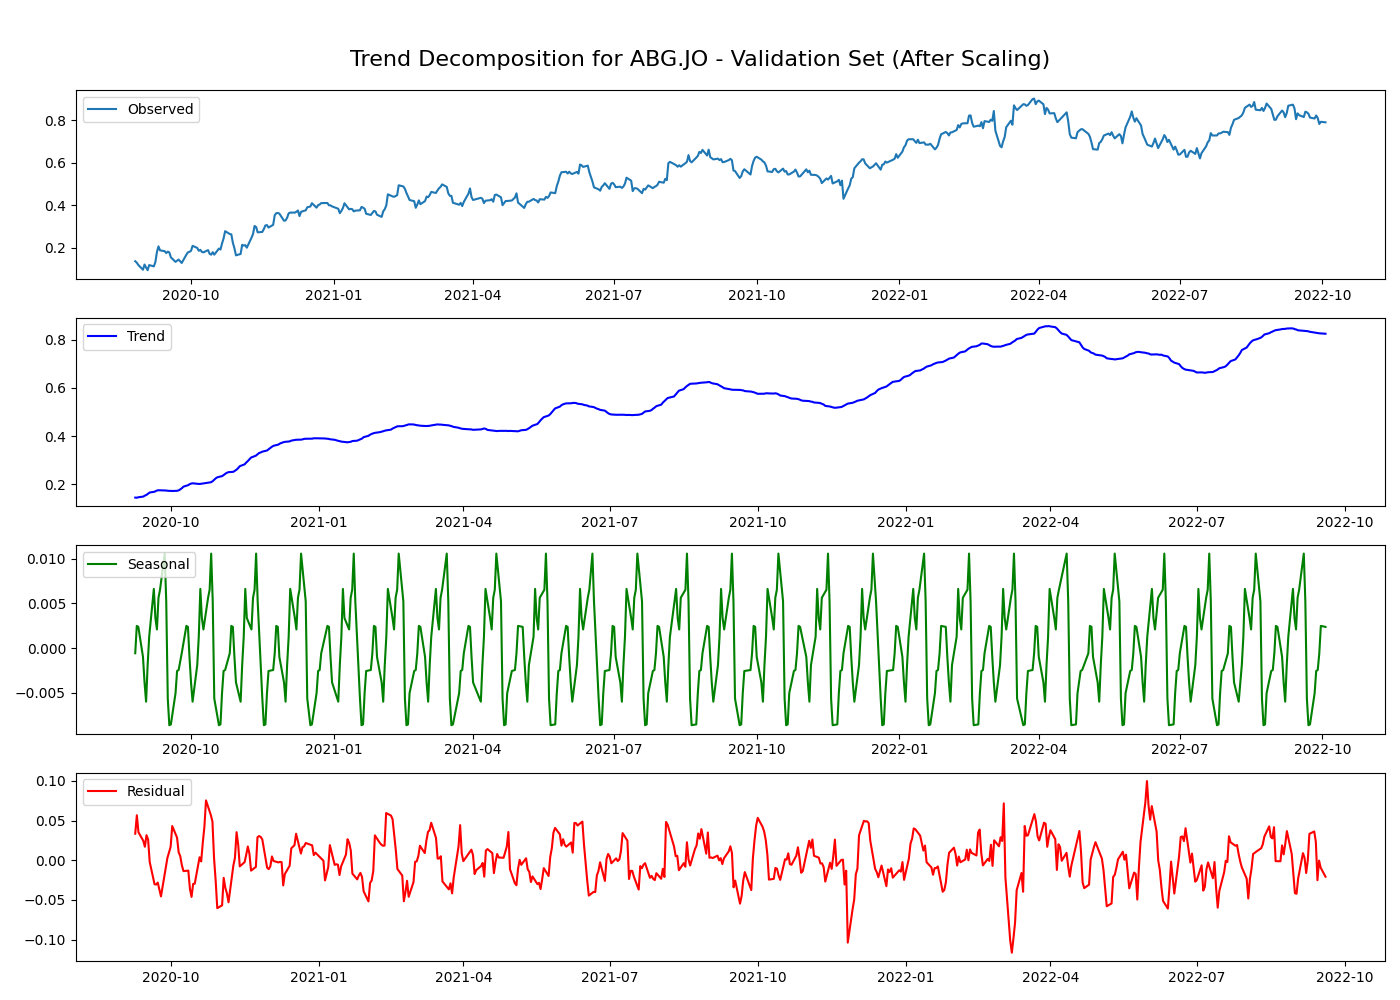 Trend Decomposition for ABG.JO - Validation Set (After Scaling)
Observed
0.8
0.6
0.4
0.2
2020-10 2021-01 2021-04 2021-07 2021-10 2022-01 2022-04 2022-07 2022-10
Trend
0.8
0.6
0.4
0.2
2020-10 2021-01 2021-04 2021-07 2021-10 2022-01 2022-04 2022-07 2022-10
Seasonal
0.010
0.005
0.000
−0.005
2020-10 2021-01 2021-04 2021-07 2021-10 2022-01 2022-04 2022-07 2022-10
Residual
0.10
0.05
0.00
−0.05
−0.10
2020-10 2021-01 2021-04 2021-07 2021-10 2022-01 2022-04 2022-07 2022-10